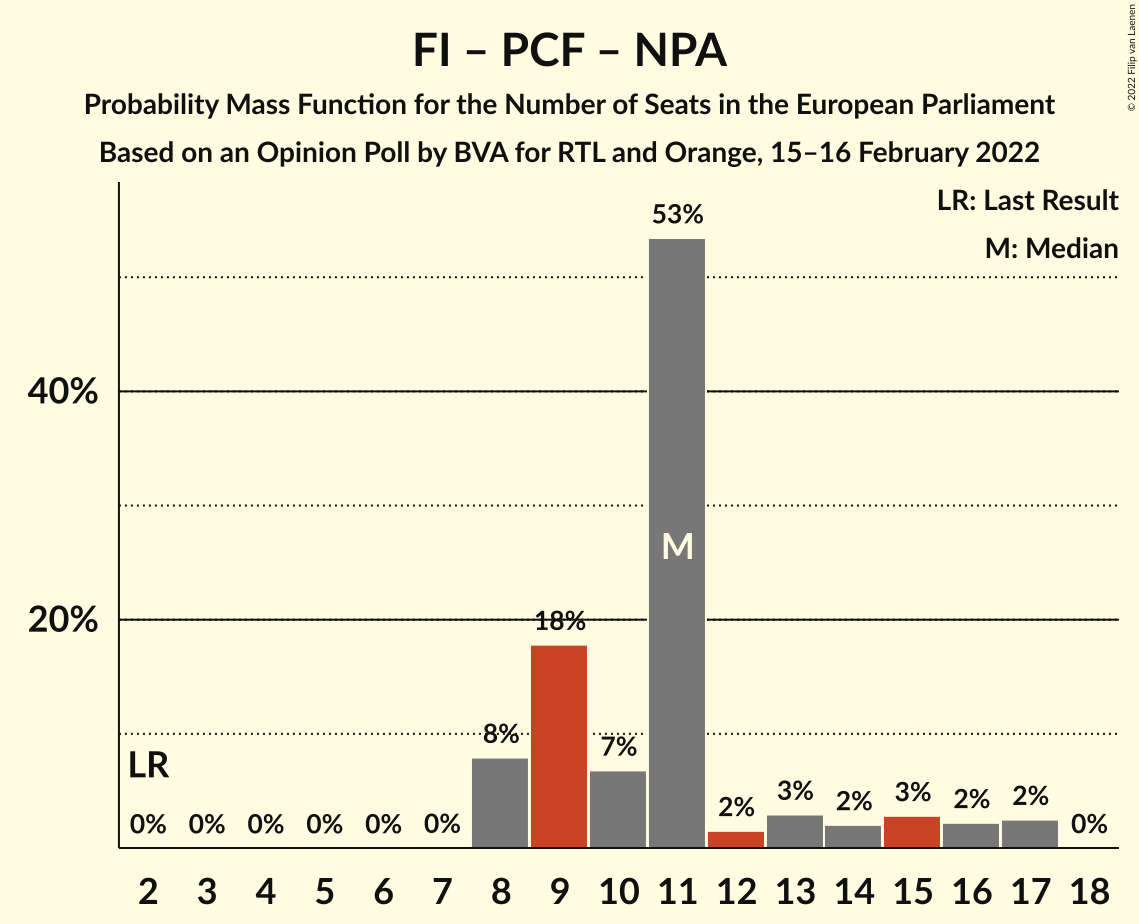 FI – PCF – NPA
Probability Mass Function for the Number of Seats in the European Parliament
Based on an Opinion Poll by BVA for RTL and Orange, 15–16 February 2022
© 2022 Filip van Laenen
LR: Last Result
M: Median
53%
40%
M
20%
18%
8%
7%
LR
0% 0% 0% 0% 0% 0% 2% 3% 2% 3% 2% 2% 0%
2 3 4 5 6 7 8 9 10 11 12 13 14 15 16 17 18